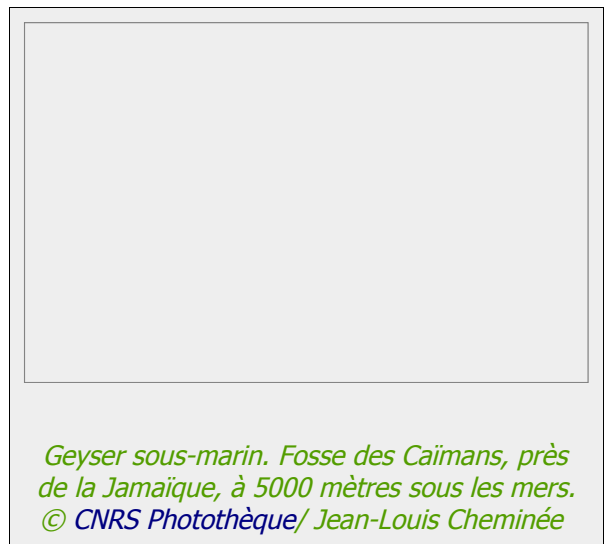 Geyser sous-marin. Fosse des Caïmans, près
de la Jamaïque, à 5000 mètres sous les mers.
© CNRS Photothèque/ Jean-Louis Cheminée